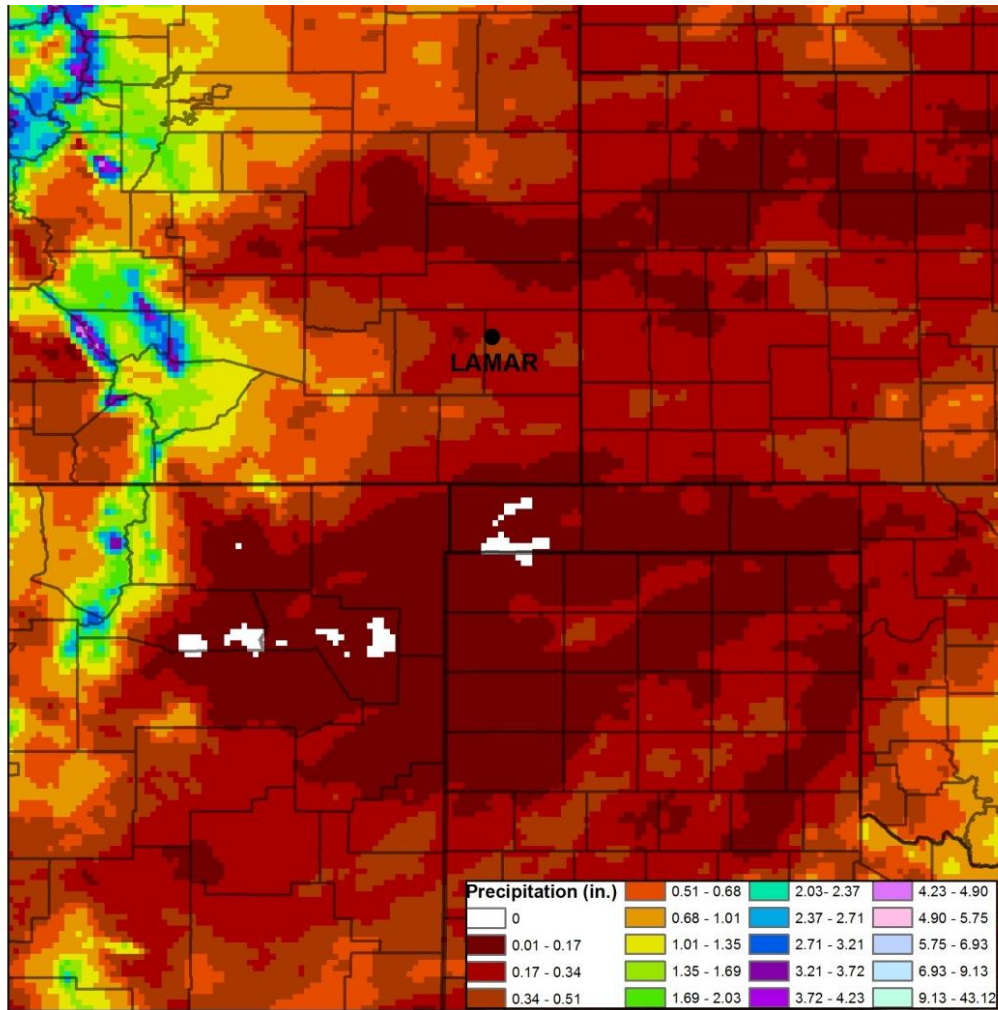 LAMAR
Precipitation (in.)
0
0.01 - 0.17
0.17 - 0.34
0.34 - 0.51
0.51 - 0.68
0.68 - 1.01
1.01 - 1.35
1.35 - 1.69
1.69 - 2.03
2.03- 2.37
2.37 - 2.71
2.71 - 3.21
3.21 - 3.72
3.72 - 4.23
4.23 - 4.90
4.90 - 5.75
5.75 - 6.93
6.93 - 9.13
9.13 - 43.12